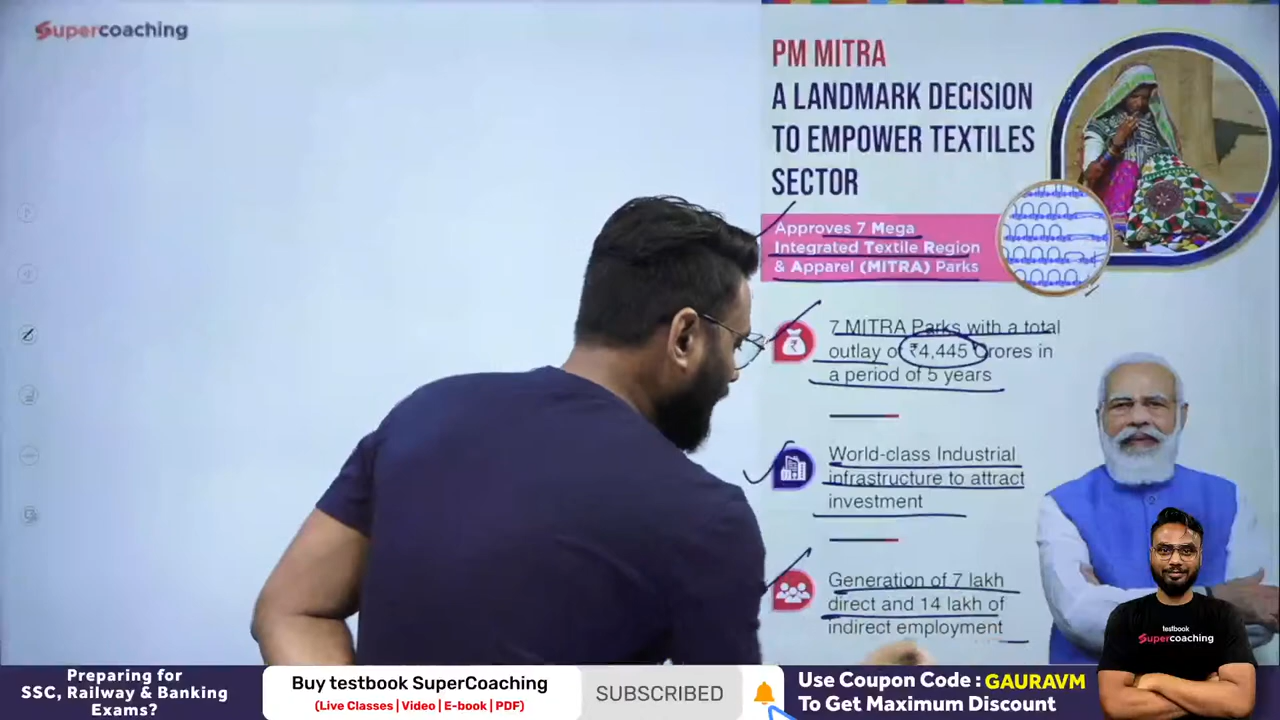 Supercoaching
PM MITRA
A LANDMARK DECISION
TO EMPOWER TEXTILES
SECTOR
Approves 7 Mega
Integrated Textile Region
& Apparel (MITRA) Parks
7 MITRA Parks with a total
outlay of ₹4,445 Crores in
a period of 5 years
World-class Industrial
infrastructure to attract
investment
Generation of 7 lakh
direct and 14 lakh of
indirect employment
testbook
Supercoaching
Preparing for
SSC, Railway & Banking
Exams?
Buy testbook SuperCoaching
(Live Classes | Video | E-book | PDF)
SUBSCRIBED
Use Coupon Code : GAURAVM
To Get Maximum Discount